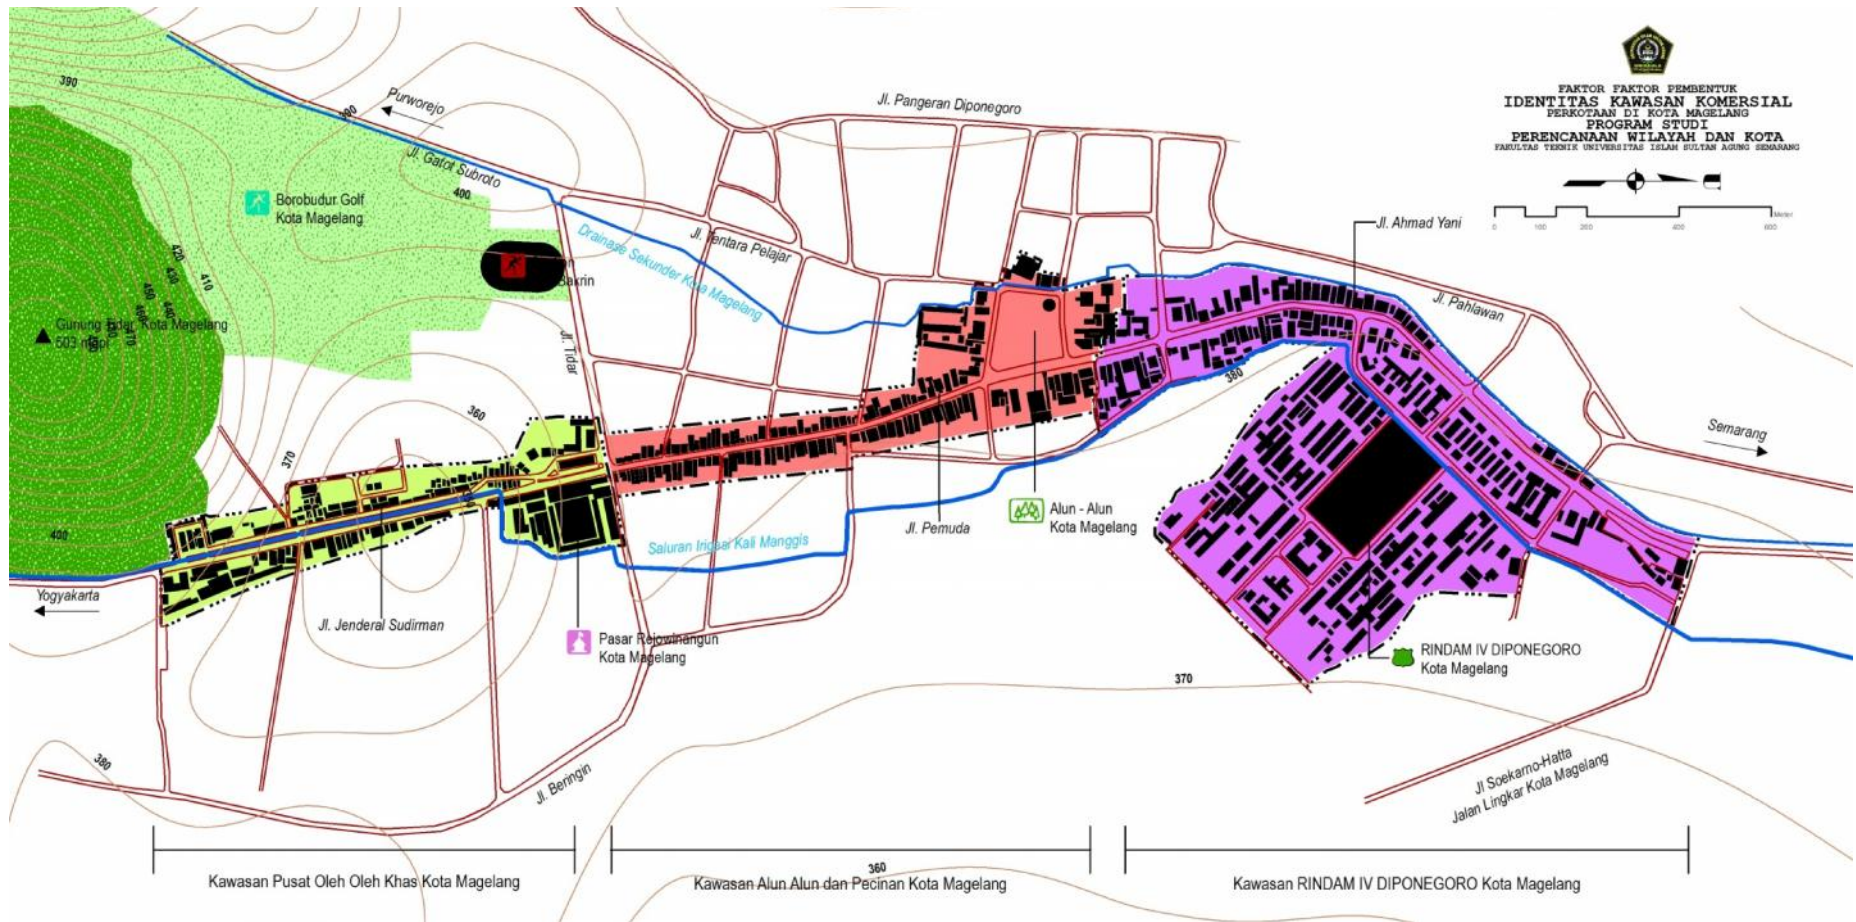 FAKTOR FAKTOR PEMBENTUK
IDENTITAS KAWASAN KOMERSIAL
PERKOTAAN DI KOTA MAGELANG
PROGRAM STUDI
PERENCANAAN WILAYAH DAN KOTA
FAKULTAS TEKNIK UNIVERSITAS ISLAM SULTAN AGUNG SEMARANG
Meter
0 100 200 400 600
390
Purworejo
390
Jl. Gatot Subroto
400
Jl. Pangeran Diponegoro
Borobudur Golf
Kota Magelang
Jl. Ahmad Yani
Jl. Tentara Pelajar
Drainase Sekunder Kota Magelang
420
430
410
450
440
460
470
Gunung Tidar, Kota Magelang
503 mdpl
Jl. Tidar
Jl. Pahlawan
380
360
370
Semarang
400
Alun - Alun
Kota Magelang
Jl. Pemuda
Saluran Irigasi Kali Manggis
Yogyakarta
Jl. Jenderal Sudirman
Pasar Rejowinangun
Kota Magelang
RINDAM IV DIPONEGORO
Kota Magelang
370
380
Jl. Beringin
Jl Soekarno-Hatta
Jalan Lingkar Kota Magelang
360
Kawasan Pusat Oleh Oleh Khas Kota Magelang
Kawasan Alun Alun dan Pecinan Kota Magelang
Kawasan RINDAM IV DIPONEGORO Kota Magelang